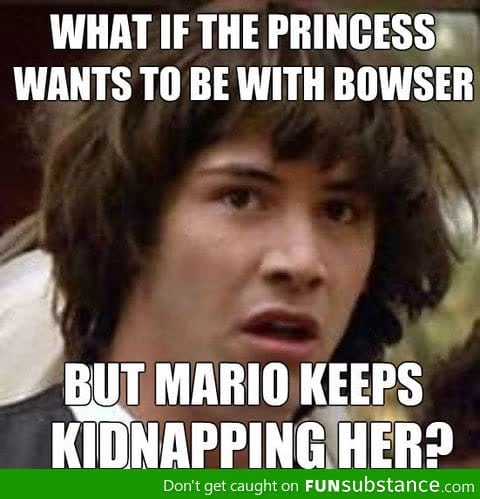 WHAT IF THE PRINCESS
WANTS TO BE WITH BOWSER
BUT MARIO KEEPS
KIDNAPPING HER?
Don't get caught on FUNSubstance.com